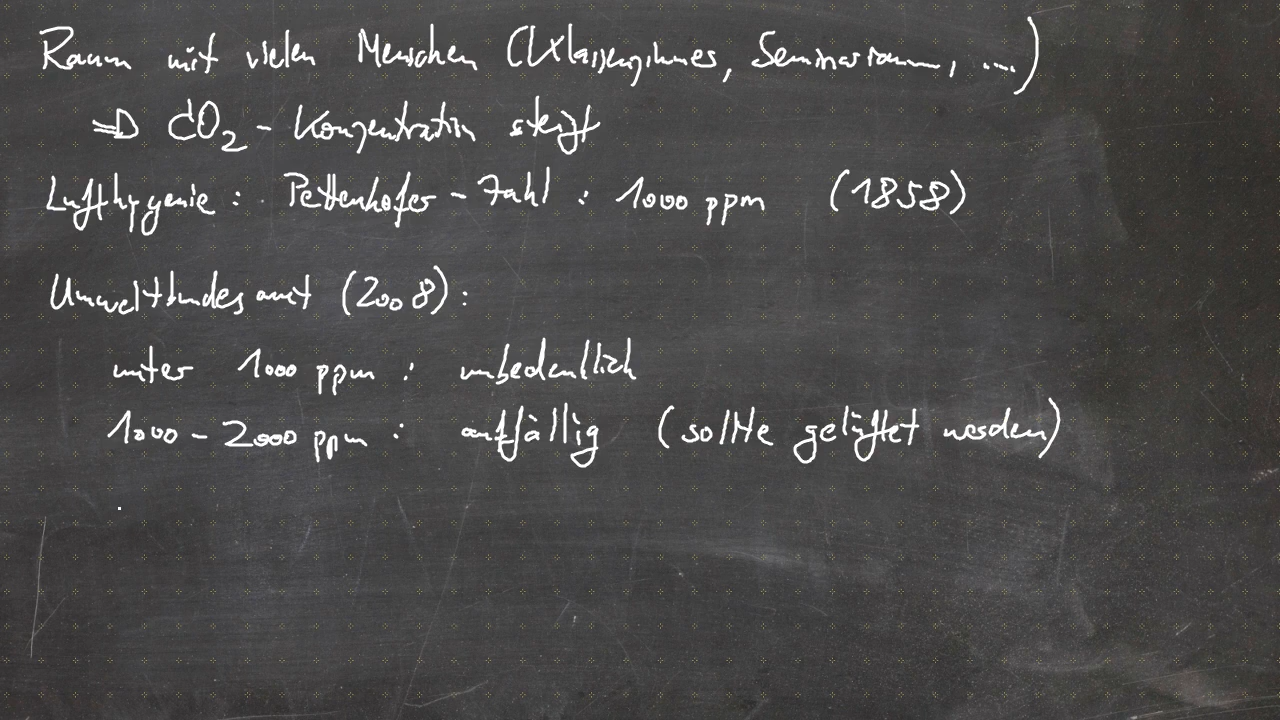 Raum mit vielen Menschen (Klassenzimmer, Seminarraum, ...)
⇒ CO₂-Konzentration steigt
Lufthygenie: Pettenkofer-Zahl: 1000 ppm (1858)
Umweltbundesamt (2008):
unter 1000 ppm: unbedenklich
1000-2000 ppm: auffällig (sollte gelüftet werden)